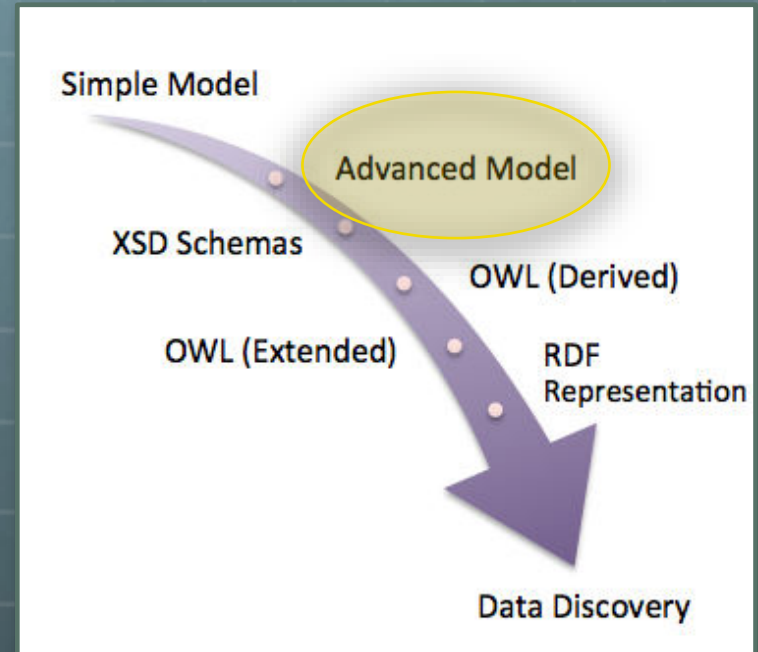 Simple Model
Advanced Model
XSD Schemas
OWL (Derived)
OWL (Extended)
RDF
Representation
Data Discovery